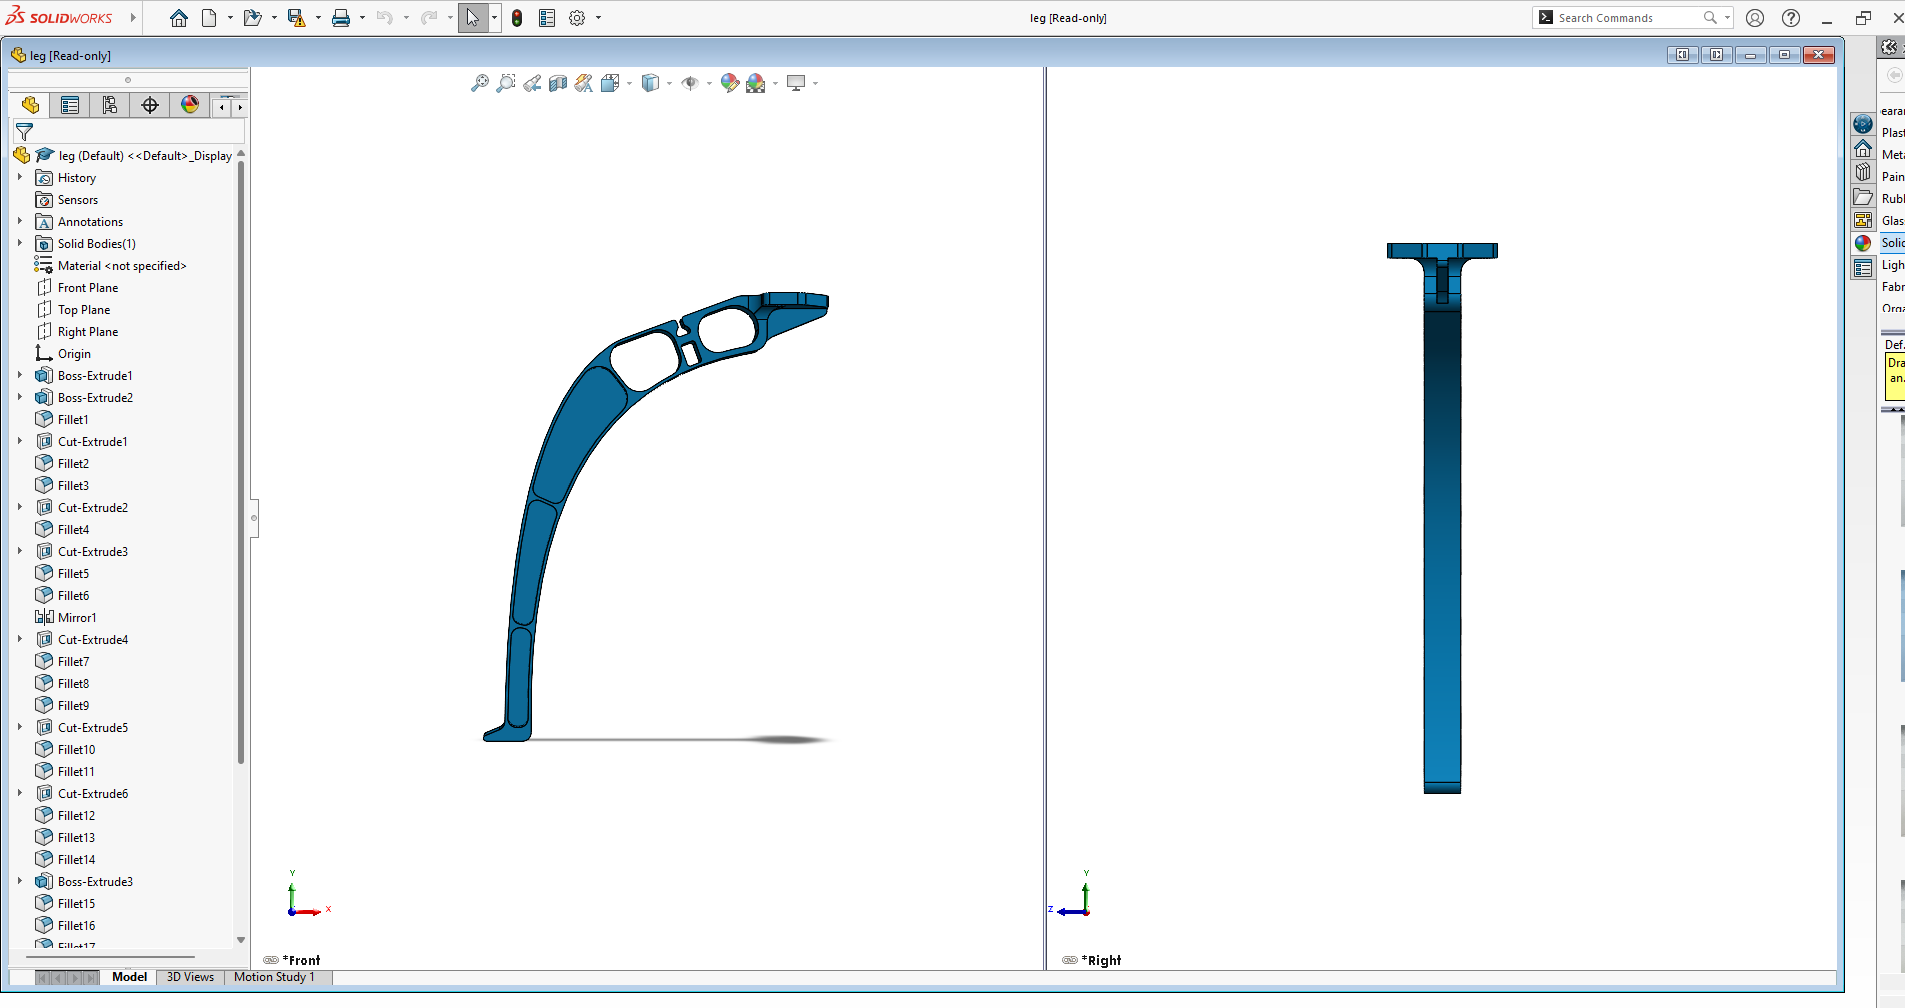 SOLIDWORKS
leg [Read-only]
Search Commands
leg [Read-only]
leg (Default) <<Default>_Display
History
Sensors
Annotations
Solid Bodies(1)
Material <not specified>
Front Plane
Top Plane
Right Plane
Origin
Boss-Extrude1
Boss-Extrude2
Fillet1
Cut-Extrude1
Fillet2
Fillet3
Cut-Extrude2
Fillet4
Cut-Extrude3
Fillet5
Fillet6
Mirror1
Cut-Extrude4
Fillet7
Fillet8
Fillet9
Cut-Extrude5
Fillet10
Fillet11
Cut-Extrude6
Fillet12
Fillet13
Fillet14
Boss-Extrude3
Fillet15
Fillet16
Fillet17
Y
X
*Front
Y
Z
*Right
Model
3D Views
Motion Study 1
earan
Plast
Meta
Pain
Rubb
Glas
Solid
Ligh
Fabr
Orga
Def.
Dra
an.